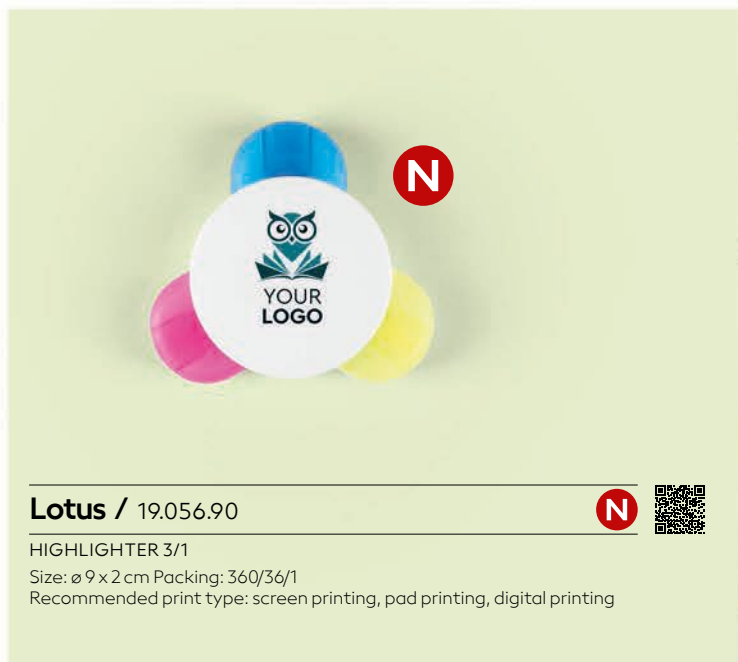 N
YOUR
LOGO
Lotus / 19.056.90
N
HIGHLIGHTER 3/1
Size: ø 9 x 2 cm Packing: 360/36/1
Recommended print type: screen printing, pad printing, digital printing